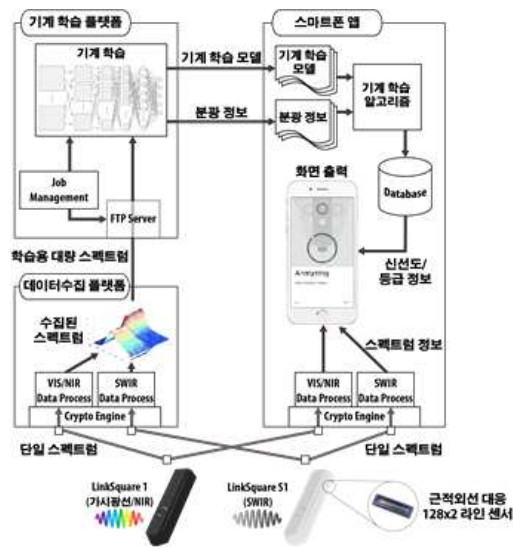 기계 학습 플랫폼
기계 학습
Job
Management
FTP Server
학습용 대량 스펙트럼
데이터수집 플랫폼
수집된
스펙트럼
VIS/NIR
Data Process
SWIR
Data Process
Crypto Engine
단일 스펙트럼
기계 학습 모델
분광 정보
스마트폰 앱
기계 학습
모델
분광 정보
기계 학습
알고리즘
Database
신선도/
등급 정보
화면 출력
Analyzing
스펙트럼 정보
VIS/NIR
Data Process
SWIR
Data Process
Crypto Engine
단일 스펙트럼
LinkSquare 1
(가시광선/NIR)
LinkSquare S1
(SWIR)
근적외선 대응
128x2 라인 센서